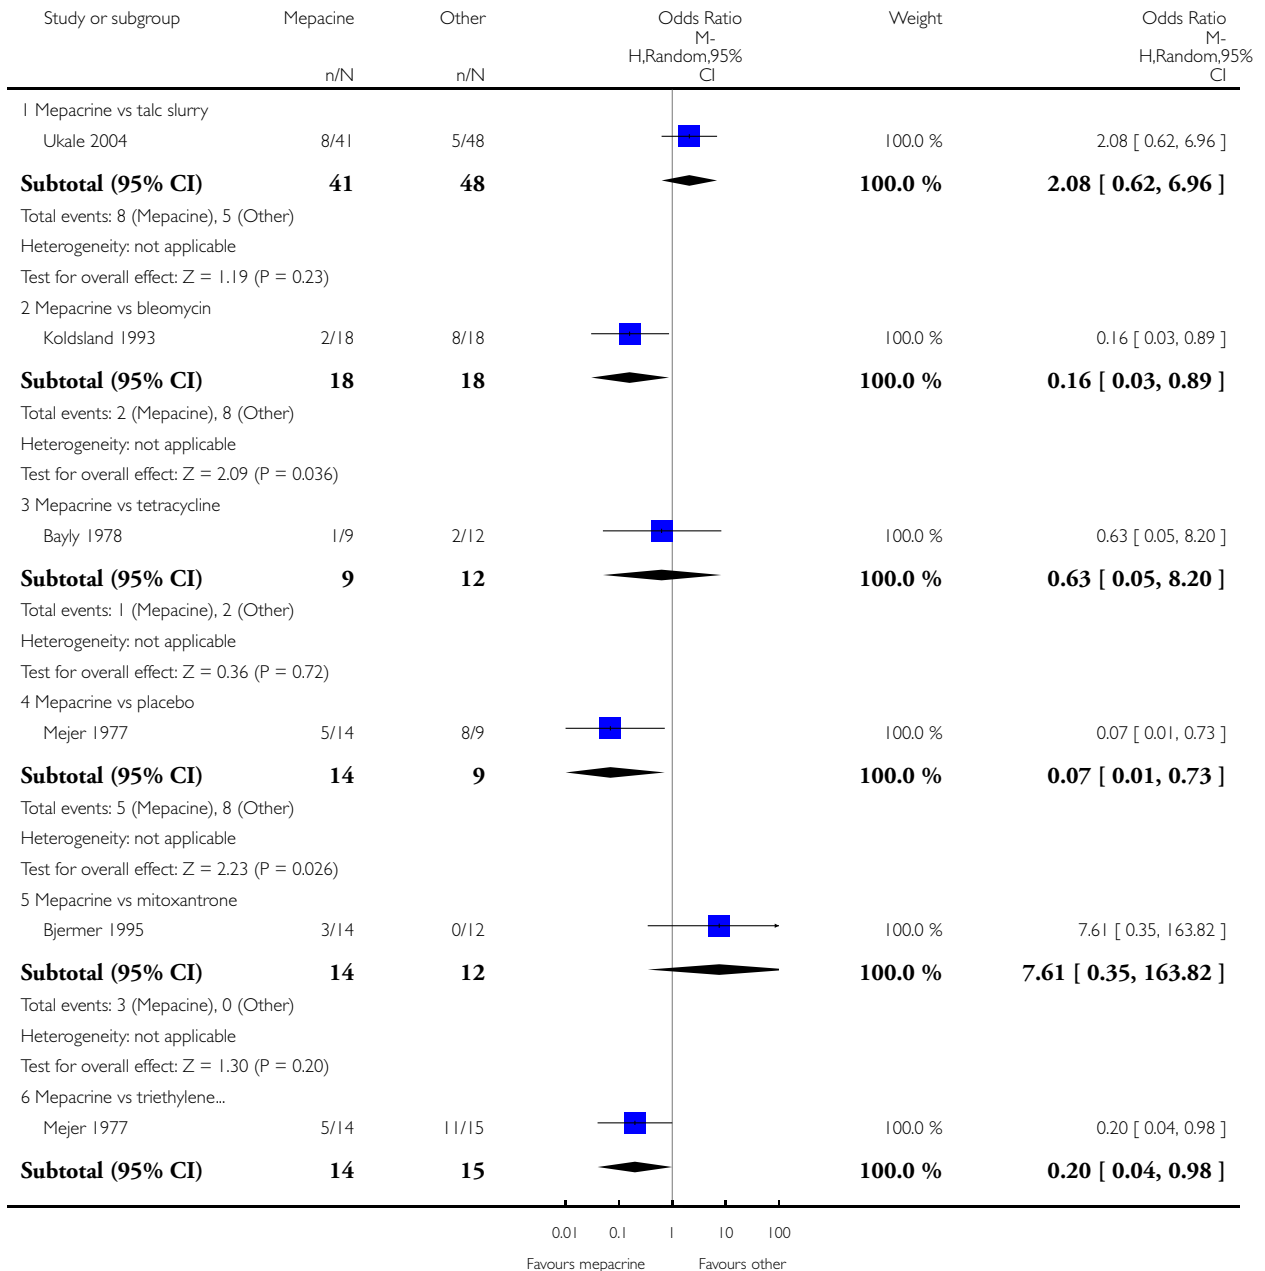 Study or subgroup Mepacine Other Odds Ratio Weight Odds Ratio
M- M-
H,Random,95% H,Random,95%
n/N n/N CI CI
1 Mepacrine vs talc slurry
Ukale 2004 8/41 5/48 100.0 % 2.08 [ 0.62, 6.96 ]
Subtotal (95% CI) 41 48 100.0 % 2.08 [ 0.62, 6.96 ]
Total events: 8 (Mepacine), 5 (Other)
Heterogeneity: not applicable
Test for overall effect: Z = 1.19 (P = 0.23)
2 Mepacrine vs bleomycin
Koldsland 1993 2/18 8/18 100.0 % 0.16 [ 0.03, 0.89 ]
Subtotal (95% CI) 18 18 100.0 % 0.16 [ 0.03, 0.89 ]
Total events: 2 (Mepacine), 8 (Other)
Heterogeneity: not applicable
Test for overall effect: Z = 2.09 (P = 0.036)
3 Mepacrine vs tetracycline
Bayly 1978 1/9 2/12 100.0 % 0.63 [ 0.05, 8.20 ]
Subtotal (95% CI) 9 12 100.0 % 0.63 [ 0.05, 8.20 ]
Total events: 1 (Mepacine), 2 (Other)
Heterogeneity: not applicable
Test for overall effect: Z = 0.36 (P = 0.72)
4 Mepacrine vs placebo
Mejer 1977 5/14 8/9 100.0 % 0.07 [ 0.01, 0.73 ]
Subtotal (95% CI) 14 9 100.0 % 0.07 [ 0.01, 0.73 ]
Total events: 5 (Mepacine), 8 (Other)
Heterogeneity: not applicable
Test for overall effect: Z = 2.23 (P = 0.026)
5 Mepacrine vs mitoxantrone
Bjermer 1995 3/14 0/12 100.0 % 7.61 [ 0.35, 163.82 ]
Subtotal (95% CI) 14 12 100.0 % 7.61 [ 0.35, 163.82 ]
Total events: 3 (Mepacine), 0 (Other)
Heterogeneity: not applicable
Test for overall effect: Z = 1.30 (P = 0.20)
6 Mepacrine vs triethylene...
Mejer 1977 5/14 11/15 100.0 % 0.20 [ 0.04, 0.98 ]
Subtotal (95% CI) 14 15 100.0 % 0.20 [ 0.04, 0.98 ]
0.01 0.1 1 10 100
Favours mepacrine Favours other